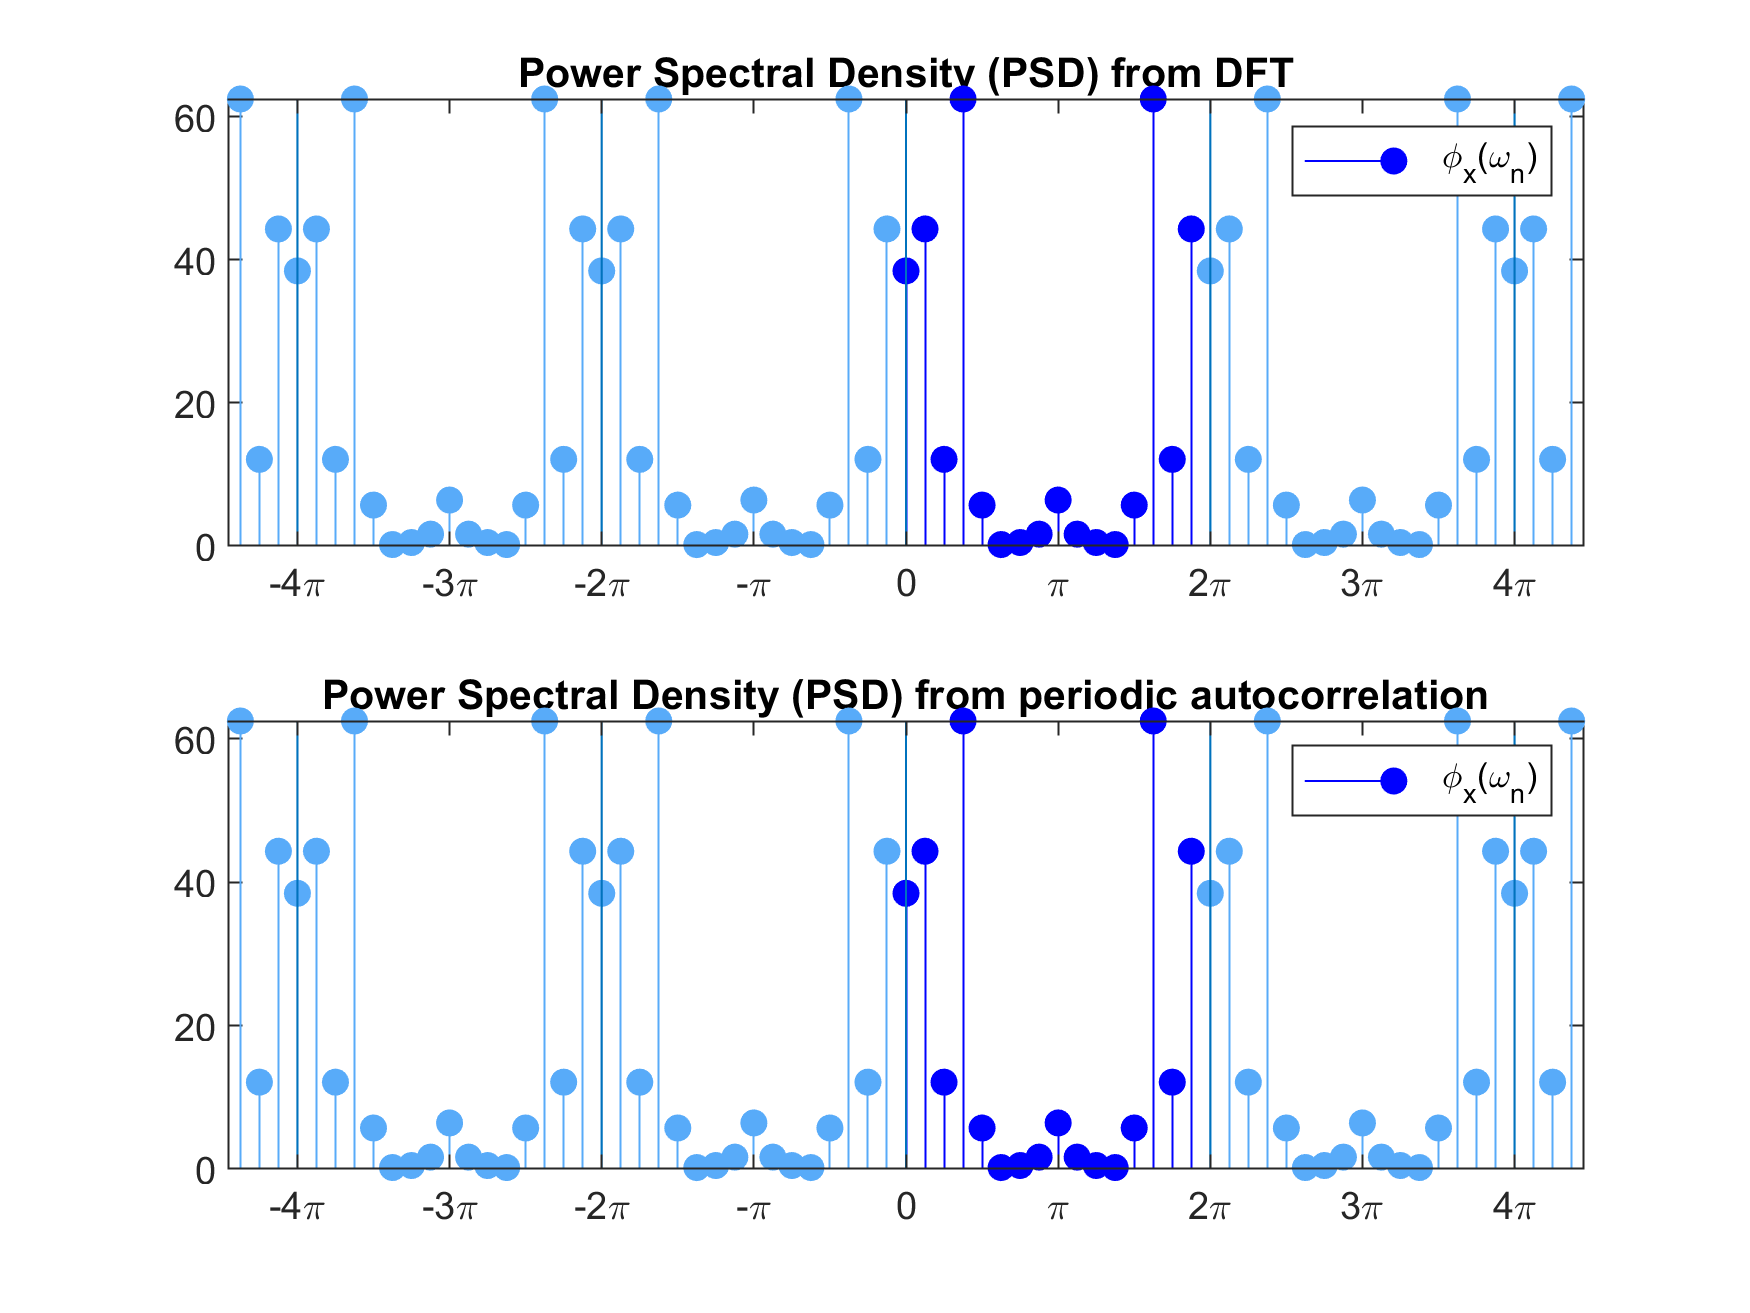 Power Spectral Density (PSD) from DFT
60
40
20
0
ϕx(ωn)
-4π -3π -2π -π 0 π 2π 3π 4π
Power Spectral Density (PSD) from periodic autocorrelation
60
40
20
0
ϕx(ωn)
-4π -3π -2π -π 0 π 2π 3π 4π